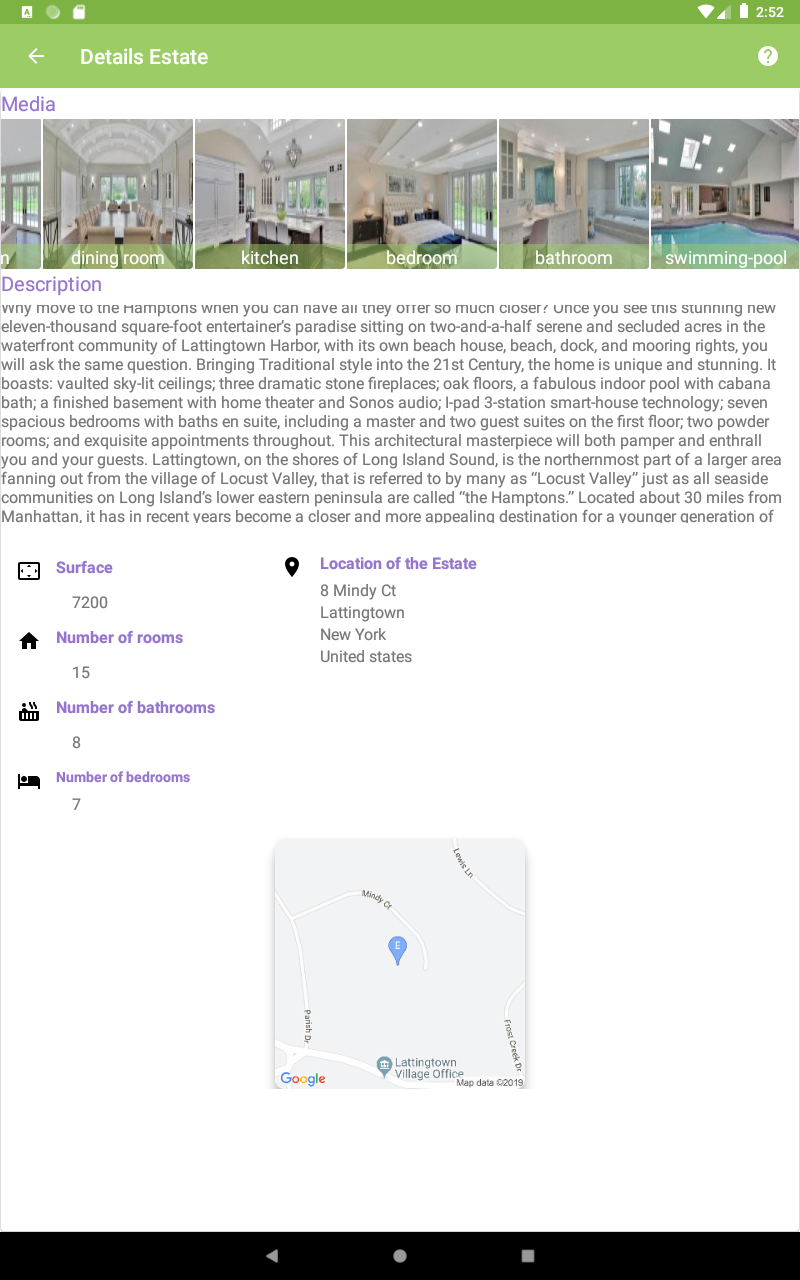 2:52
Details Estate
Media
n
dining room
kitchen
bedroom
bathroom
swimming-pool
Description
Why move to the Hamptons when you can have all they offer so much closer? Once you see this stunning new
eleven-thousand square-foot entertainer’s paradise sitting on two-and-a-half serene and secluded acres in the
waterfront community of Lattingtown Harbor, with its own beach house, beach, dock, and mooring rights, you
will ask the same question. Bringing Traditional style into the 21st Century, the home is unique and stunning. It
boasts: vaulted sky-lit ceilings; three dramatic stone fireplaces; oak floors, a fabulous indoor pool with cabana
bath; a finished basement with home theater and Sonos audio; I-pad 3-station smart-house technology; seven
spacious bedrooms with baths en suite, including a master and two guest suites on the first floor; two powder
rooms; and exquisite appointments throughout. This architectural masterpiece will both pamper and enthrall
you and your guests. Lattingtown, on the shores of Long Island Sound, is the northernmost part of a larger area
fanning out from the village of Locust Valley, that is referred to by many as “Locust Valley” just as all seaside
communities on Long Island’s lower eastern peninsula are called “the Hamptons.” Located about 30 miles from
Manhattan, it has in recent years become a closer and more appealing destination for a younger generation of
Surface
7200
Number of rooms
15
Number of bathrooms
8
Number of bedrooms
7
Location of the Estate
8 Mindy Ct
Lattingtown
New York
United states
Lewis Ln
Mindy Ct
E
Parish Dr
Frost Creek Dr
Lattingtown
Village Office
Google
Map data ©2019